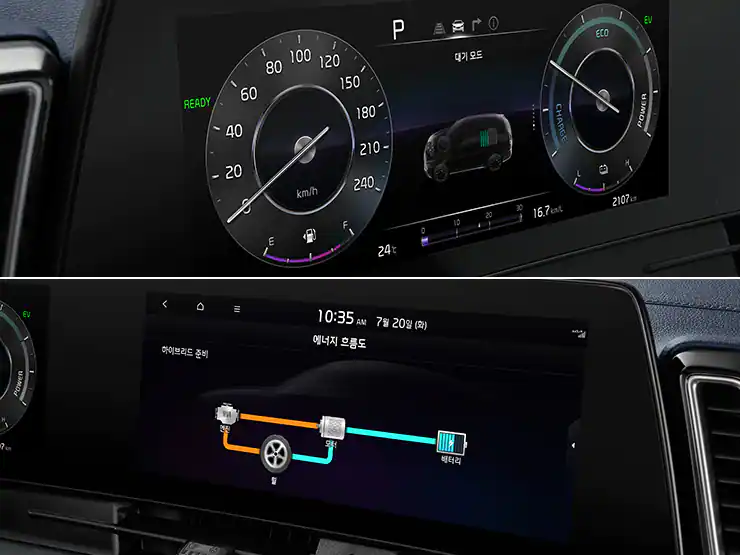 P
대기 모드
READY
0 20 40 60 80 100 120 150 180 210 240
km/h
E F
24℃
0 10 20 30
16.7 km/L
EV
ECO
CHARGE
POWER
L H
2107 km
EV
POWER
H
10:35 AM 7월 20일 (화)
에너지 흐름도
하이브리드 준비
엔진
모터
배터리
휠